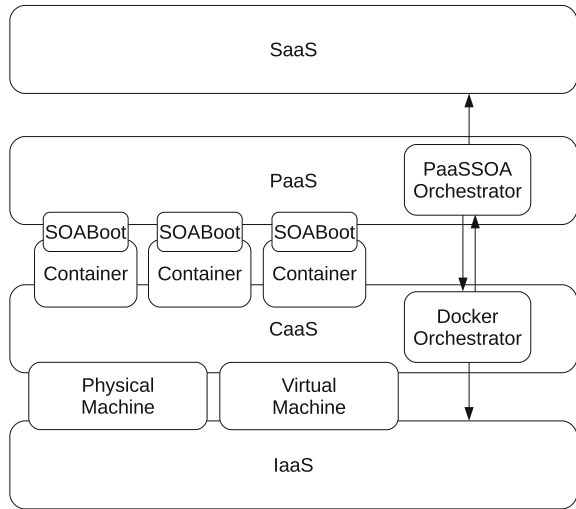 SaaS
PaaS
PaaSSOA
Orchestrator
SOABoot
SOABoot
SOABoot
Container
Container
Container
CaaS
Docker
Orchestrator
Physical
Machine
Virtual
Machine
IaaS